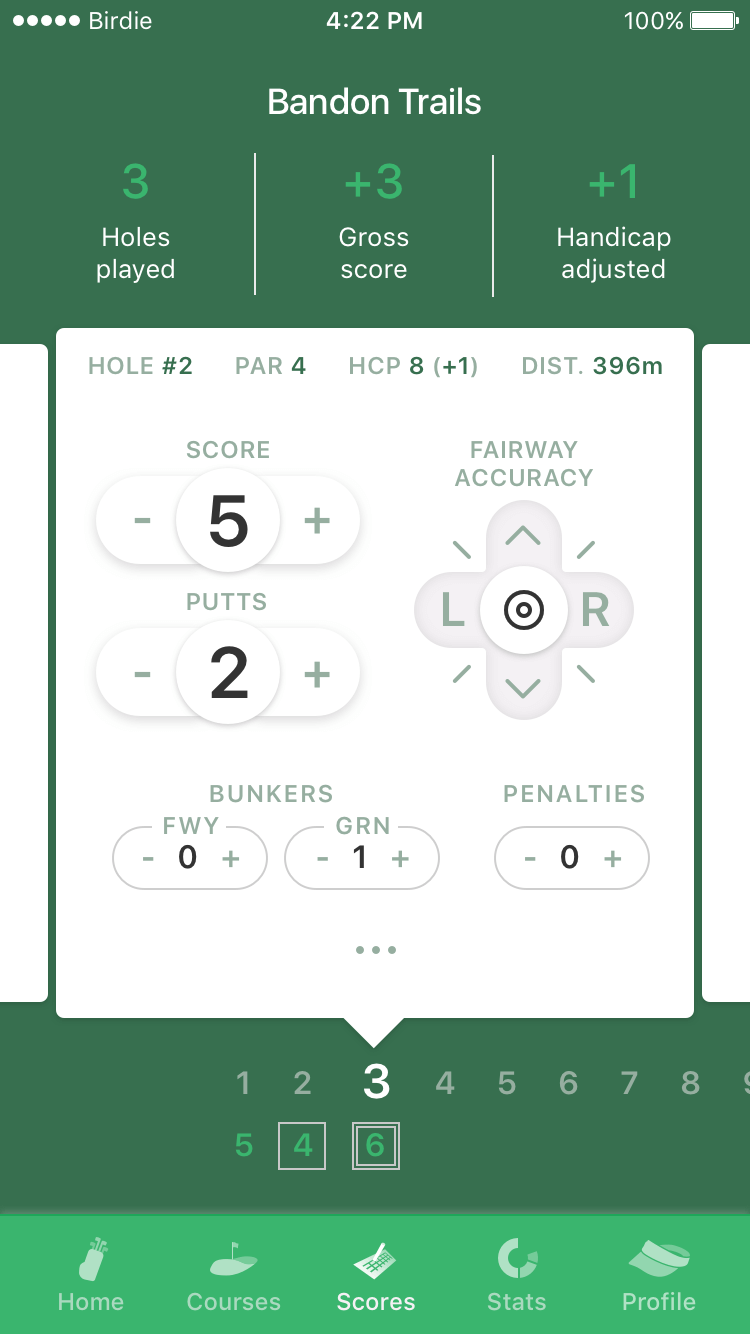 Birdie 4:22 PM 100%
Bandon Trails
3 +3 +1
Holes played Gross score Handicap adjusted
HOLE #2 PAR 4 HCP 8 (+1) DIST. 396m
SCORE
- 5 +
PUTTS
- 2 +
FAIRWAY
ACCURACY
L R
BUNKERS
FWY
- 0 +
GRN
- 1 +
PENALTIES
- 0 +
1 2 3 4 5 6 7 8 9
5 4 6
Home Courses Scores Stats Profile